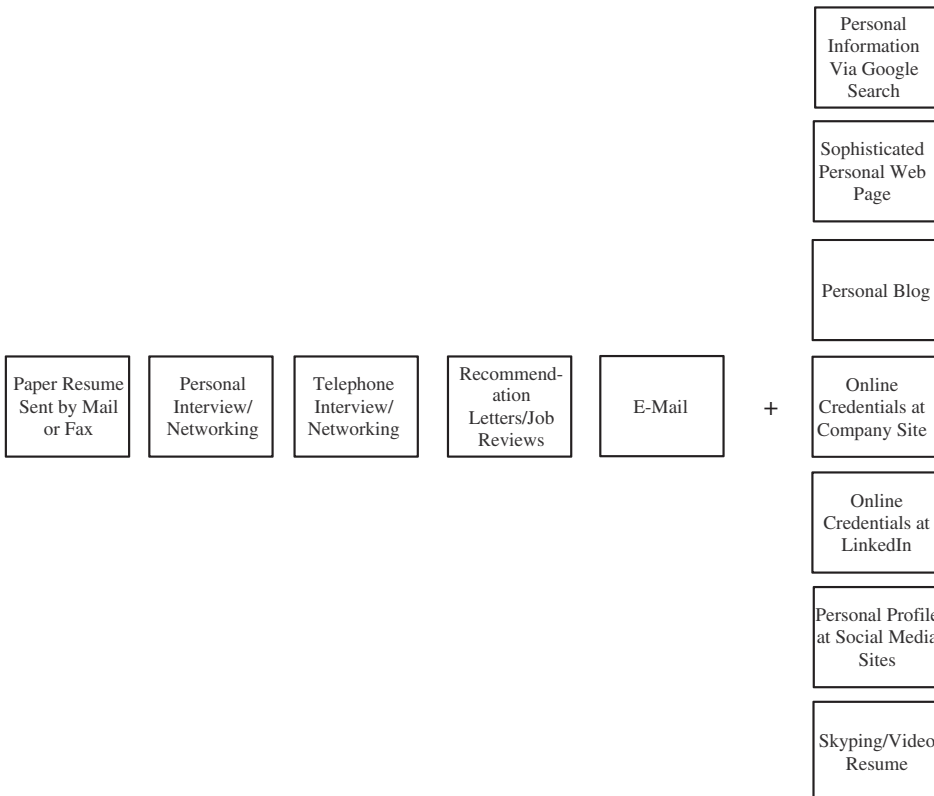 Personal
Information
Via Google
Search
Sophisticated
Personal Web
Page
Personal Blog
Paper Resume
Sent by Mail
or Fax
Personal
Interview/
Networking
Telephone
Interview/
Networking
Recommend-
ation
Letters/Job
Reviews
E-Mail
+
Online
Credentials at
Company Site
Online
Credentials at
LinkedIn
Personal Profile
at Social Media
Sites
Skyping/Video
Resume